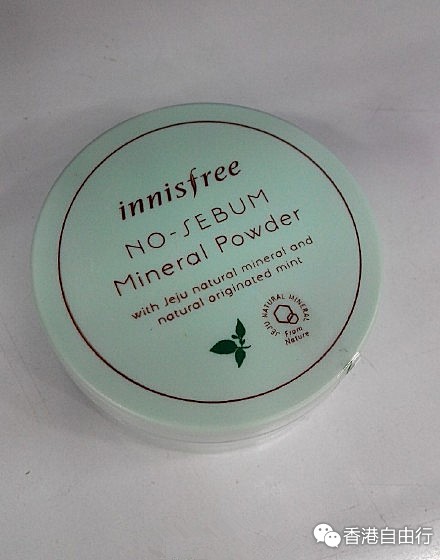 innisfree
NO-SEBUM
Mineral Powder
with Jeju natural mineral and
natural originated mint
JEJU NATURAL MINERAL
From
Nature
香港自由行